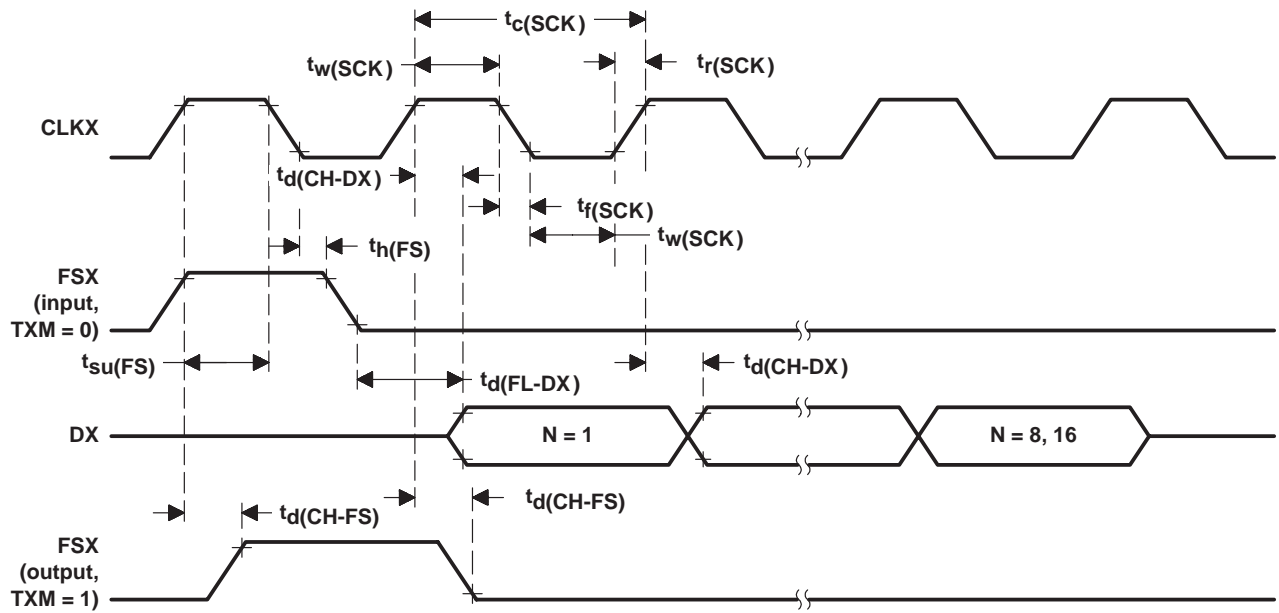 tc(SCK)
tw(SCK)
tr(SCK)
CLKX
td(CH-DX)
tf(SCK)
tw(SCK)
th(FS)
FSX
(input,
TXM = 0)
tsu(FS)
td(CH-DX)
td(FL-DX)
DX
N = 1
N = 8, 16
td(CH-FS)
td(CH-FS)
FSX
(output,
TXM = 1)